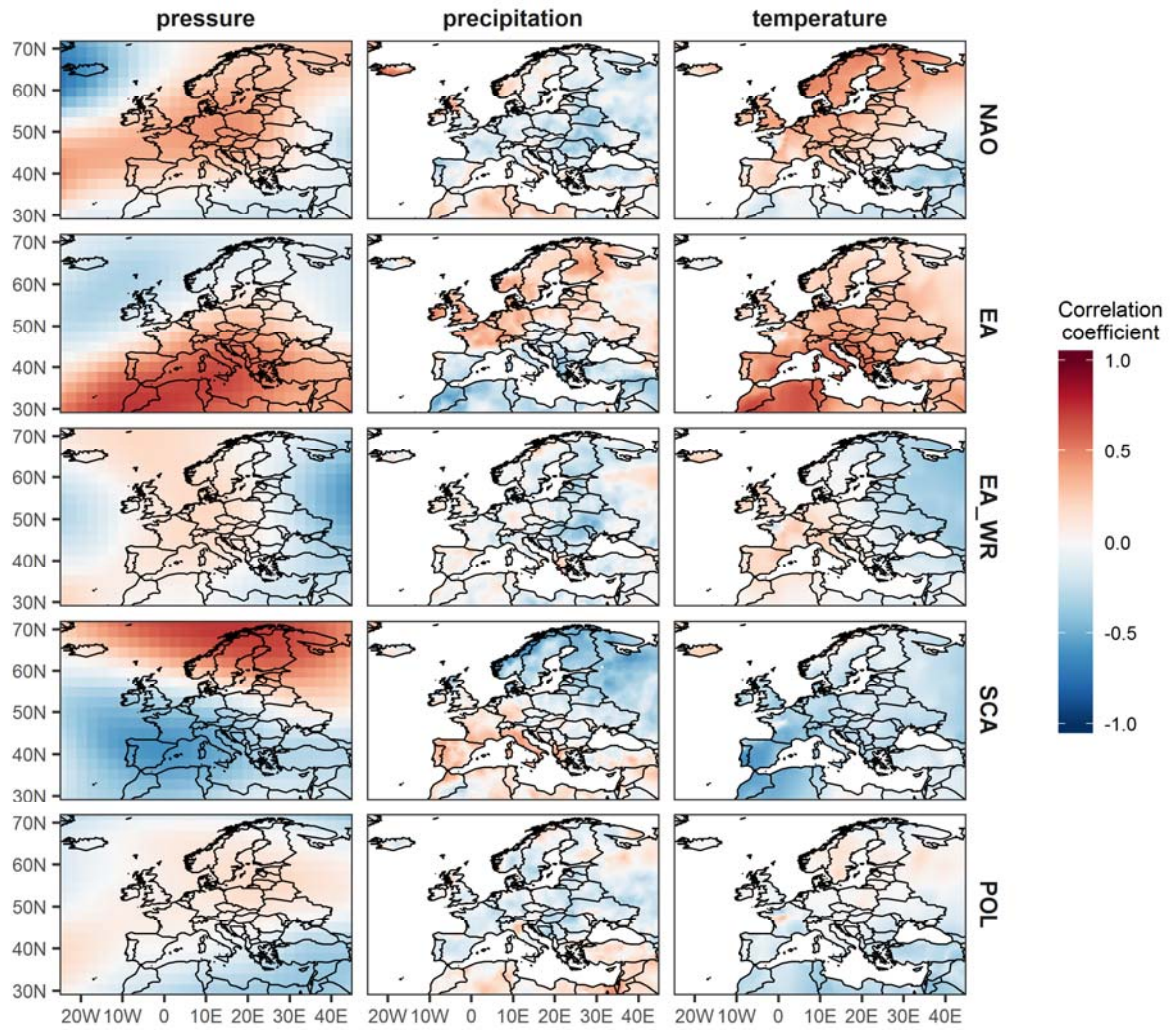 pressure precipitation temperature
70N
60N
50N
40N
30N
NAO
70N
60N
50N
40N
30N
EA
70N
60N
50N
40N
30N
EA_WR
70N
60N
50N
40N
30N
SCA
70N
60N
50N
40N
30N
POL
20W 10W 0 10E 20E 30E 40E 20W 10W 0 10E 20E 30E 40E 20W 10W 0 10E 20E 30E 40E
Correlation
coefficient
1.0
0.5
0.0
-0.5
-1.0